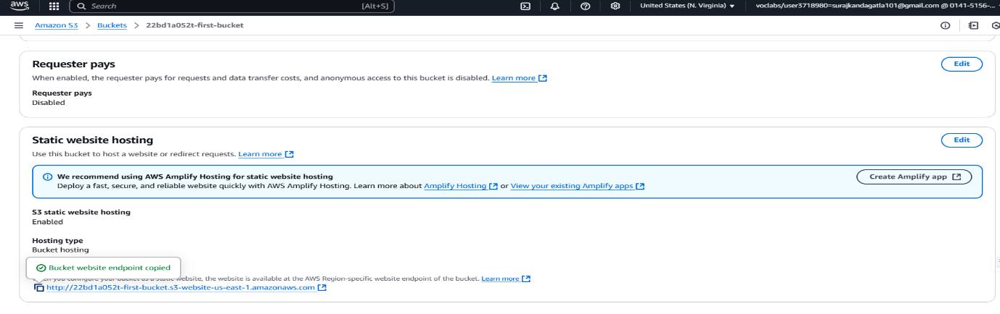 aws
Search
[Alt+S]
United States (N. Virginia)
voclabs/user3718980=surajkandagatla101@gmail.com @ 0141-5156-...
Amazon S3 > Buckets > 22bd1a052t-first-bucket
Requester pays
Edit
When enabled, the requester pays for requests and data transfer costs, and anonymous access to this bucket is disabled. Learn more
Requester pays
Disabled
Static website hosting
Edit
Use this bucket to host a website or redirect requests. Learn more
We recommend using AWS Amplify Hosting for static website hosting
Create Amplify app
Deploy a fast, secure, and reliable website quickly with AWS Amplify Hosting. Learn more about Amplify Hosting or View your existing Amplify apps
S3 static website hosting
Enabled
Hosting type
Bucket hosting
Bucket website endpoint copied
you configure your bucket as a static website, the website is available at the AWS Region-specific website endpoint of the bucket. Learn more
http://22bd1a052t-first-bucket.s3-website-us-east-1.amazonaws.com